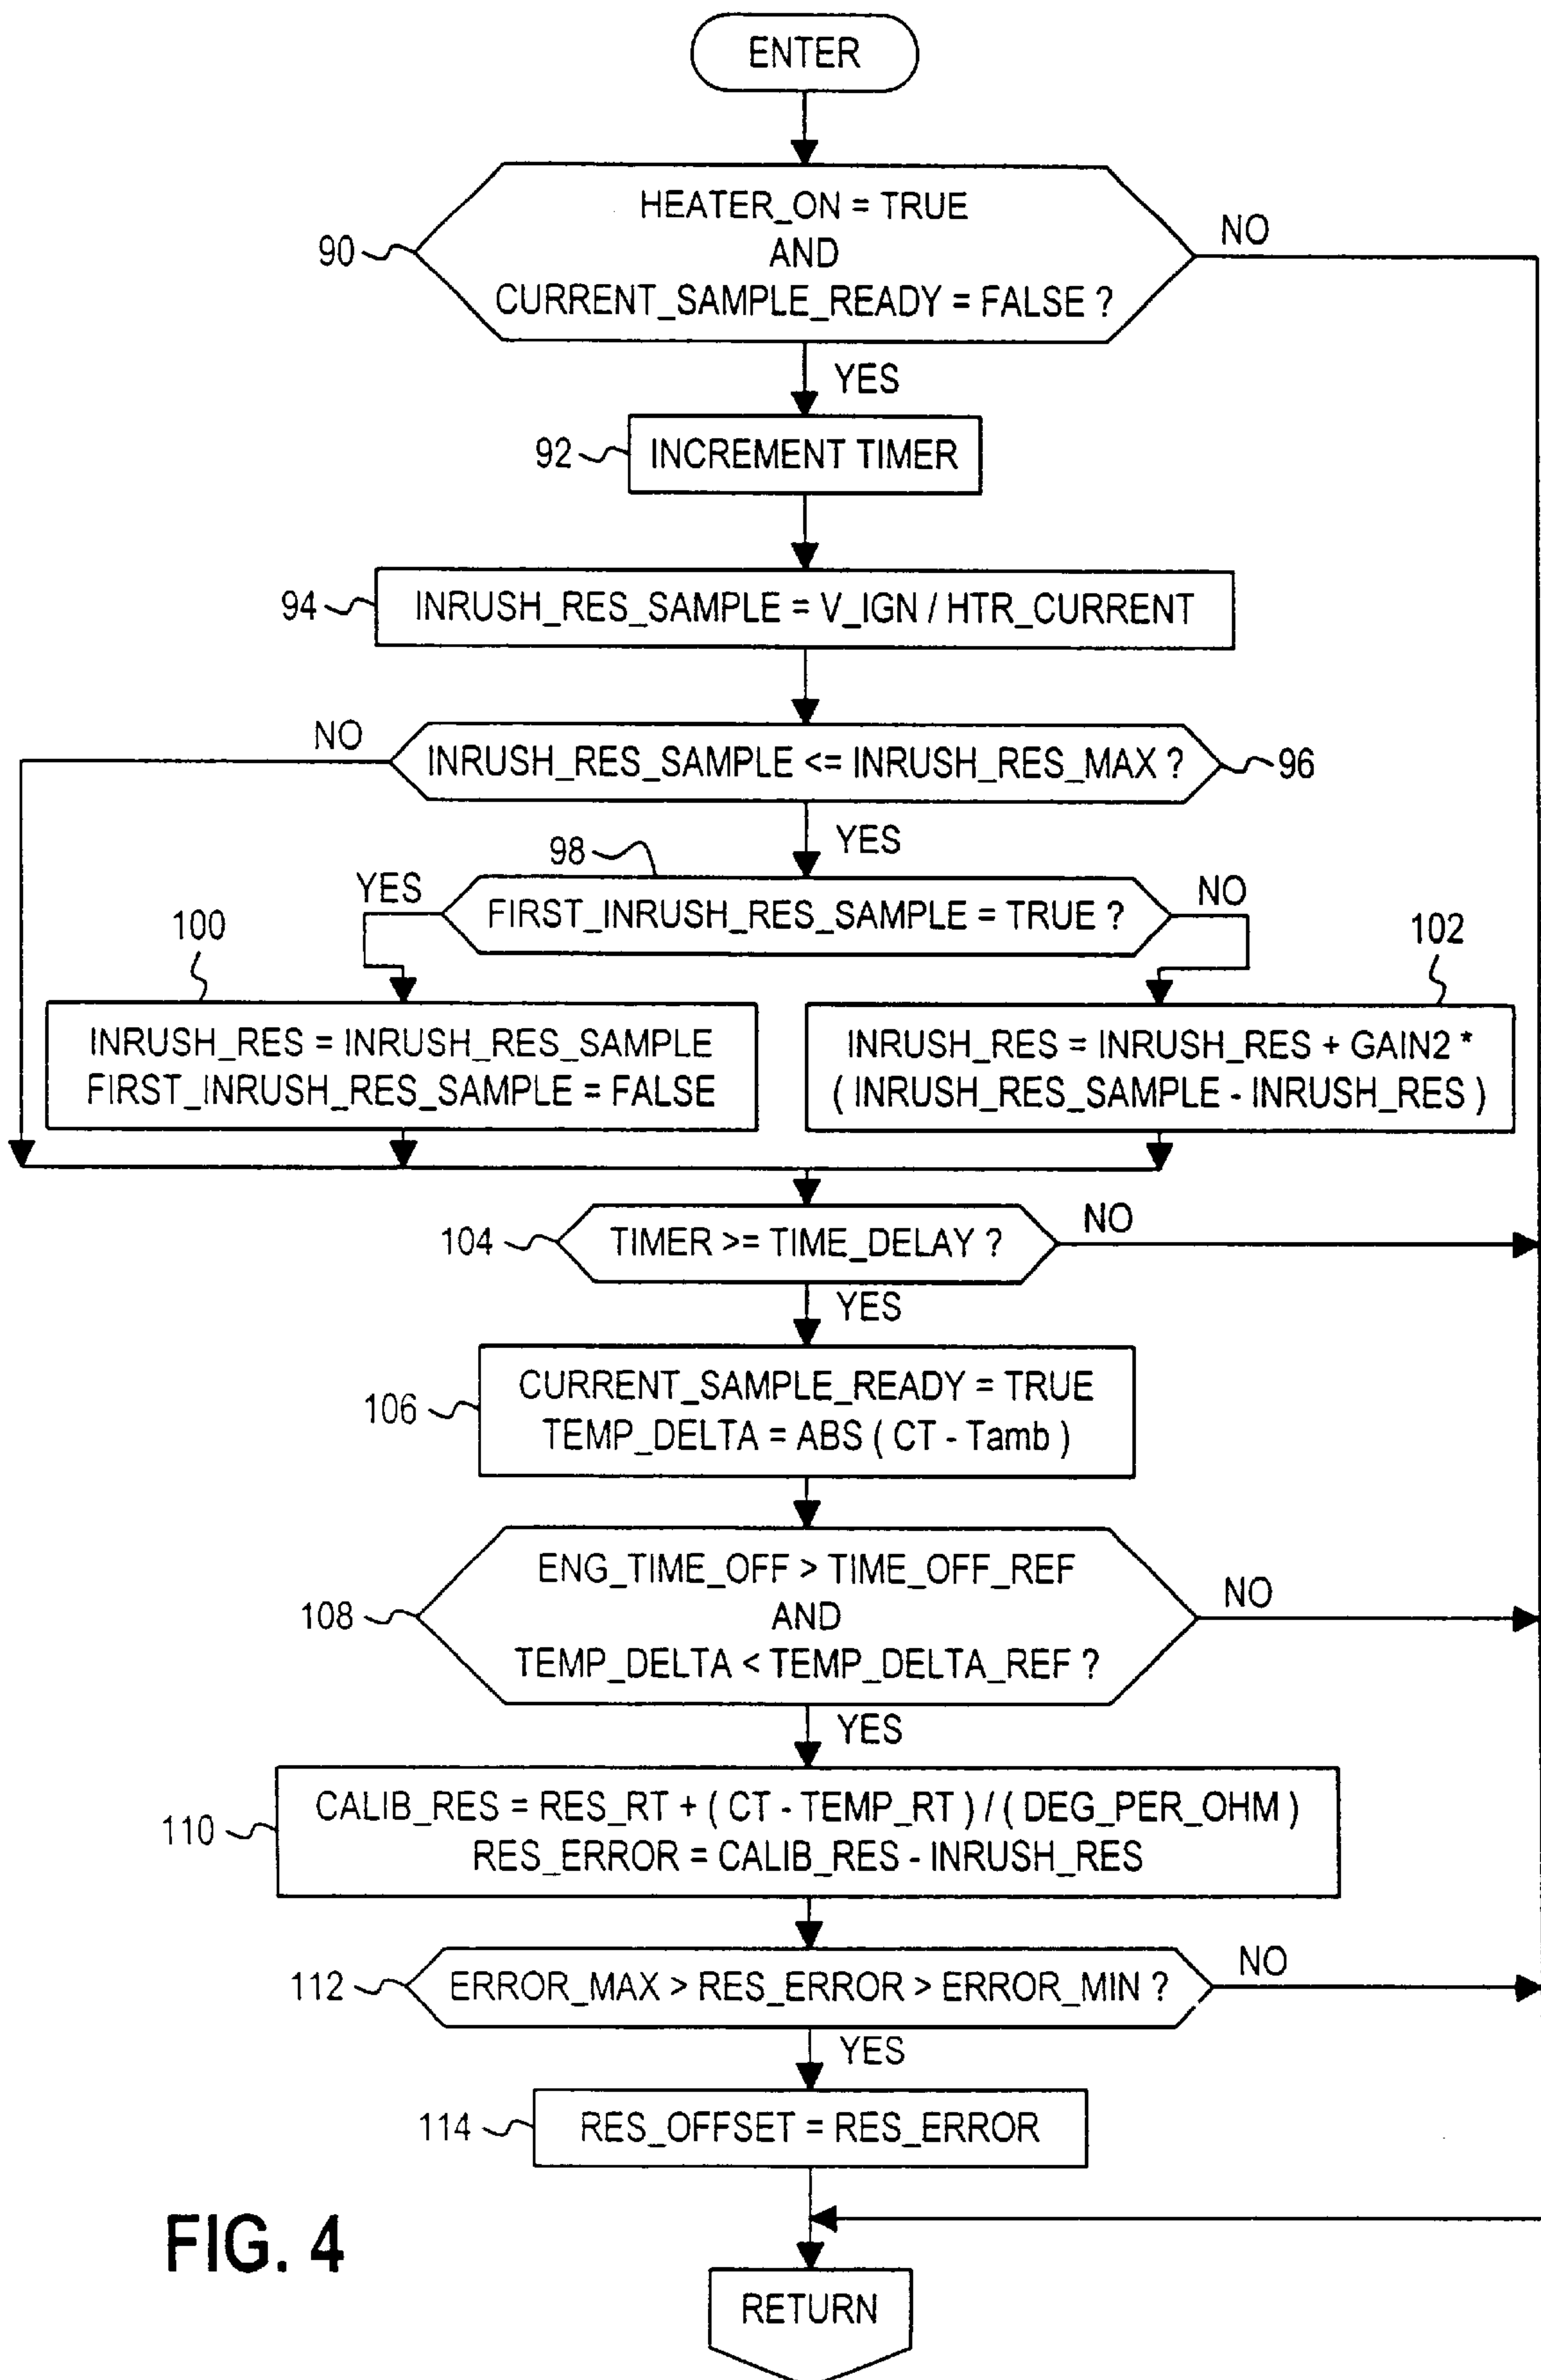 ENTER
HEATER_ON = TRUE
AND
CURRENT_SAMPLE_READY = FALSE ?
90
NO
YES
92
INCREMENT TIMER
94
INRUSH_RES_SAMPLE = V_IGN / HTR_CURRENT
NO
INRUSH_RES_SAMPLE <= INRUSH_RES_MAX ?
96
YES
98
YES
FIRST_INRUSH_RES_SAMPLE = TRUE ?
NO
100
102
INRUSH_RES = INRUSH_RES_SAMPLE
FIRST_INRUSH_RES_SAMPLE = FALSE
INRUSH_RES = INRUSH_RES + GAIN2 *
( INRUSH_RES_SAMPLE - INRUSH_RES )
104
TIMER >= TIME_DELAY ?
NO
YES
106
CURRENT_SAMPLE_READY = TRUE
TEMP_DELTA = ABS ( CT - Tamb )
108
ENG_TIME_OFF > TIME_OFF_REF
AND
TEMP_DELTA < TEMP_DELTA_REF ?
NO
YES
110
CALIB_RES = RES_RT + ( CT - TEMP_RT ) / ( DEG_PER_OHM )
RES_ERROR = CALIB_RES - INRUSH_RES
112
ERROR_MAX > RES_ERROR > ERROR_MIN ?
NO
YES
114
RES_OFFSET = RES_ERROR
FIG. 4
RETURN